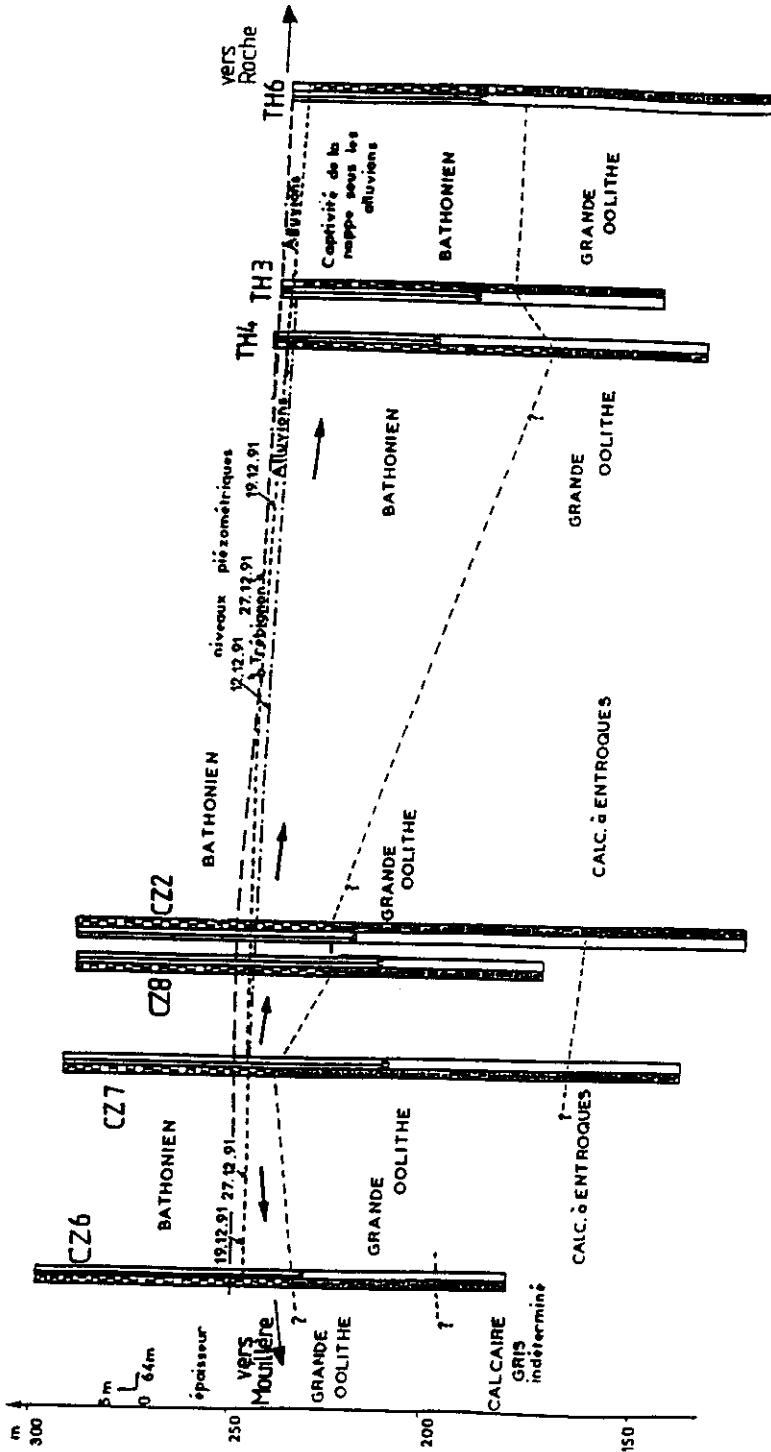 m
300
250
200
150
5m
0 64m
épaisseur
vers
Mouillère
GRANDE
OOLITHE
CALCAIRE
GRIS
indéterminé
?
?
CZ6
19.12.91 27.12.91
BATHONIEN
GRANDE
OOLITHE
CALC. à ENTROQUES
?
CZ7
CZ8
CZ2
BATHONIEN
?
GRANDE
OOLITHE
CALC. à ENTROQUES
niveaux piézométriques
12.12.91 27.12.91 19.12.91
Trébignon
Alluvions
BATHONIEN
?
GRANDE
OOLITHE
TH4
TH3
Alluvions
Captivité de la
nappe sous les
alluvions
BATHONIEN
GRANDE
OOLITHE
TH6
vers
Roche